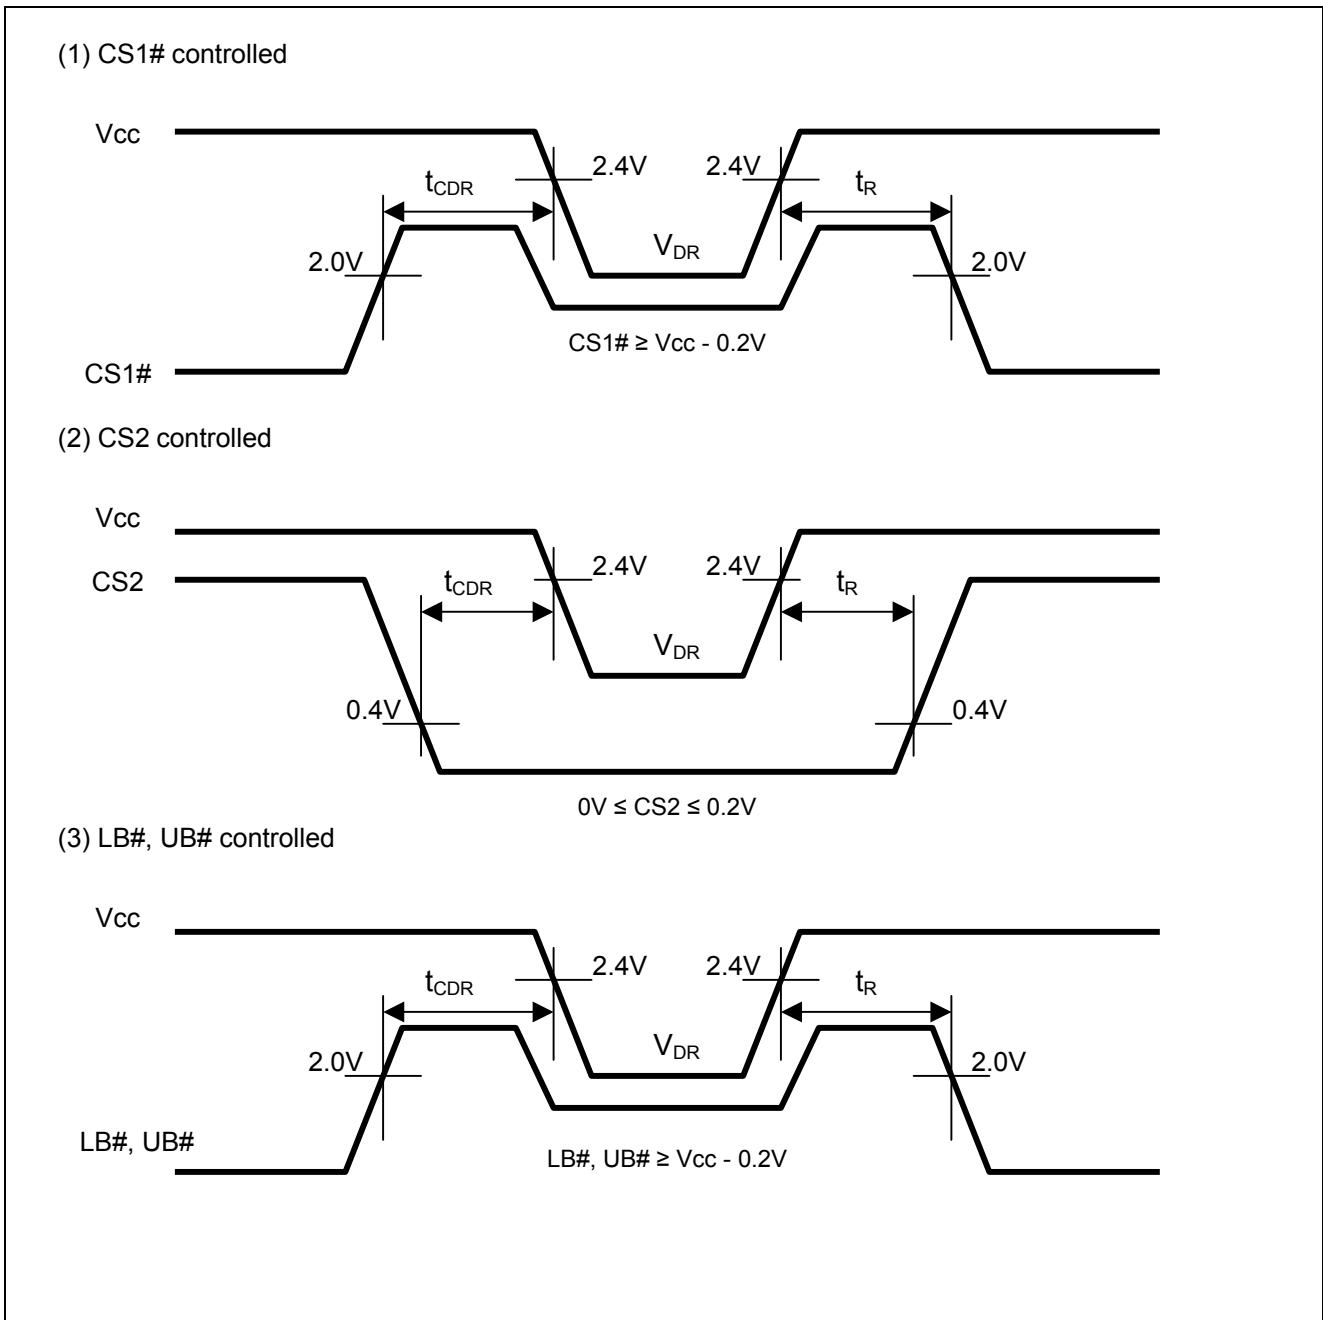 (1) CS1# controlled
Vcc
2.4V
2.4V
tCDR
tR
VDR
2.0V
2.0V
CS1# ≥ Vcc - 0.2V
CS1#
(2) CS2 controlled
Vcc
2.4V
2.4V
CS2
tCDR
tR
VDR
0.4V
0.4V
0V ≤ CS2 ≤ 0.2V
(3) LB#, UB# controlled
Vcc
2.4V
2.4V
tCDR
tR
VDR
2.0V
2.0V
LB#, UB#
LB#, UB# ≥ Vcc - 0.2V